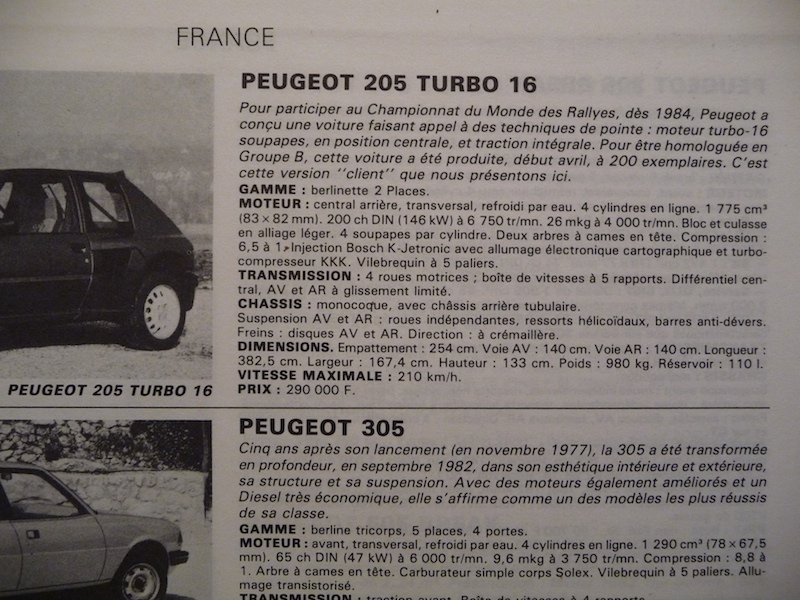 FRANCE
PEUGEOT 205 TURBO 16
Pour participer au Championnat du Monde des Rallyes, dès 1984, Peugeot a
conçu une voiture faisant appel à des techniques de pointe : moteur turbo-16
soupapes, en position centrale, et traction intégrale. Pour être homologuée en
Groupe B, cette voiture a été produite, début avril, à 200 exemplaires. C'est
cette version ''client'' que nous présentons ici.
GAMME : berlinette 2 Places.
MOTEUR : central arrière, transversal, refroidi par eau. 4 cylindres en ligne. 1 775 cm³
(83 × 82 mm). 200 ch DIN (146 kW) à 6 750 tr/mn. 26 mkg à 4 000 tr/mn. Bloc et culasse
en alliage léger. 4 soupapes par cylindre. Deux arbres à cames en tête. Compression :
6,5 à 1. Injection Bosch K-Jetronic avec allumage électronique cartographique et turbo-
compresseur KKK. Vilebrequin à 5 paliers.
TRANSMISSION : 4 roues motrices ; boîte de vitesses à 5 rapports. Différentiel cen-
tral, AV et AR à glissement limité.
CHASSIS : monocoque, avec châssis arrière tubulaire.
Suspension AV et AR : roues indépendantes, ressorts hélicoïdaux, barres anti-dévers.
Freins : disques AV et AR. Direction : à crémaillère.
DIMENSIONS. Empattement : 254 cm. Voie AV : 140 cm. Voie AR : 140 cm. Longueur :
382,5 cm. Largeur : 167,4 cm. Hauteur : 133 cm. Poids : 980 kg. Réservoir : 110 l.
VITESSE MAXIMALE : 210 km/h.
PRIX : 290 000 F.
PEUGEOT 205 TURBO 16
PEUGEOT 305
Cinq ans après son lancement (en novembre 1977), la 305 a été transformée
en profondeur, en septembre 1982, dans son esthétique intérieure et extérieure,
sa structure et sa suspension. Avec des moteurs également améliorés et un
Diesel très économique, elle s'affirme comme un des modèles les plus réussis
de sa classe.
GAMME : berline tricorps, 5 places, 4 portes.
MOTEUR : avant, transversal, refroidi par eau. 4 cylindres en ligne. 1 290 cm³ (78 × 67,5
mm). 65 ch DIN (47 kW) à 6 000 tr/mn. 9,6 mkg à 3 750 tr/mn. Compression : 8,8 à
1. Arbre à cames en tête. Carburateur simple corps Solex. Vilebrequin à 5 paliers. Allu-
mage transistorisé.
TRANSMISSION : traction avant. Boîte de vitesses à 4 rapports.